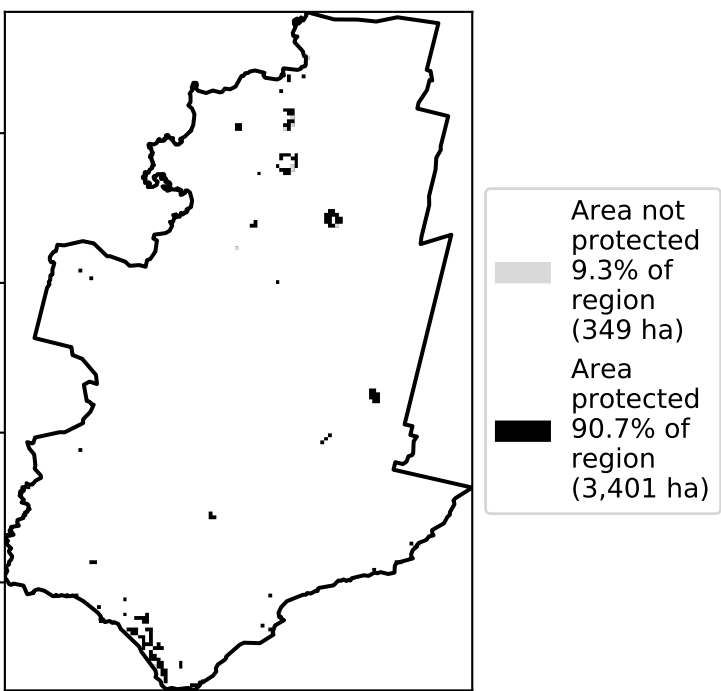 Area not
protected
9.3% of
region
(349 ha)
Area
protected
90.7% of
region
(3,401 ha)